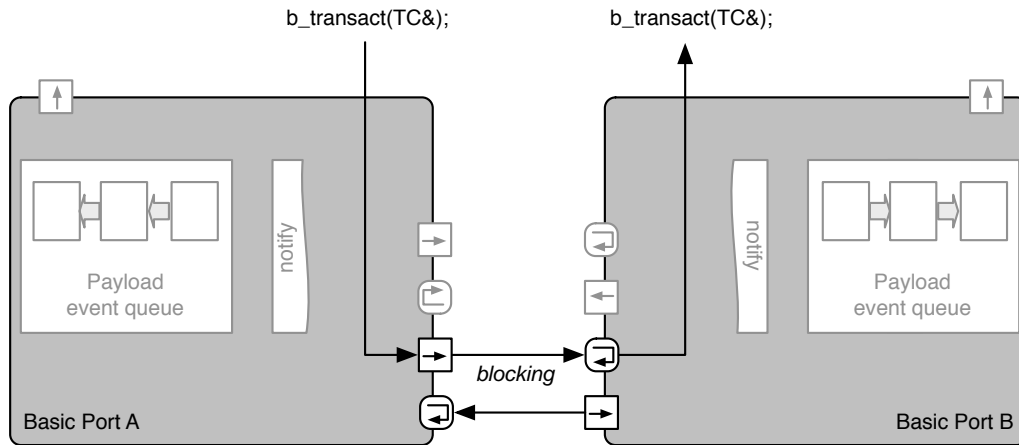 b_transact(TC&);
b_transact(TC&);
notify
notify
Payload
event queue
Payload
event queue
blocking
Basic Port A
Basic Port B